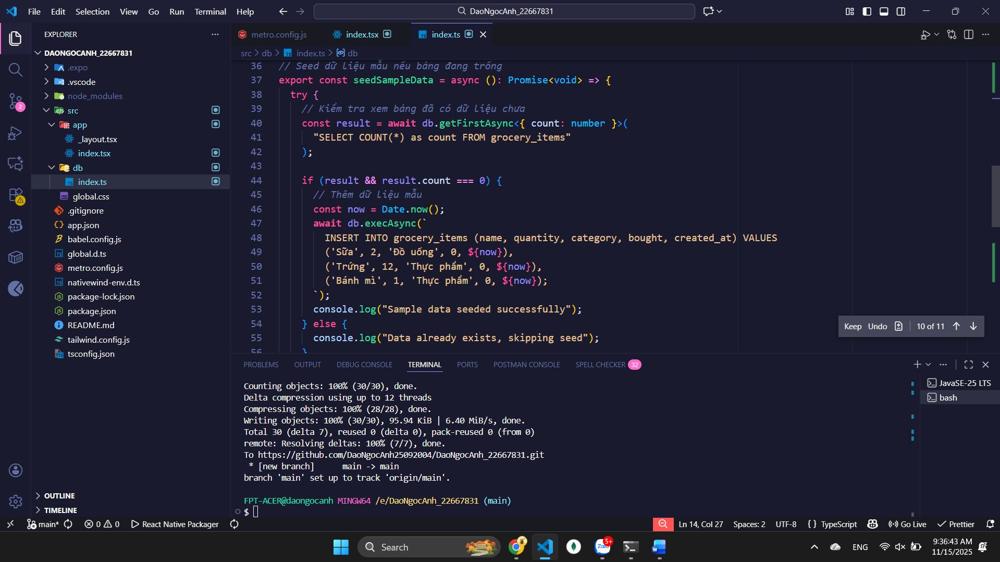 File Edit Selection View Go Run Terminal Help
DaoNgocAnh_22667831
EXPLORER
DAONGOCANH_22667831
.expo
.vscode
node_modules
src
app
_layout.tsx
index.tsx
db
index.ts
global.css
.gitignore
app.json
babel.config.js
global.d.ts
metro.config.js
nativewind-env.d.ts
package-lock.json
package.json
README.md
tailwind.config.js
tsconfig.json
OUTLINE
TIMELINE
2
metro.config.js index.tsx index.ts
src > db > TS index.ts > db
36 // Seed dữ liệu mẫu nếu bảng đang trống
37 export const seedSampleData = async (): Promise<void> => {
38 try {
39 // Kiểm tra xem bảng đã có dữ liệu chưa
40 const result = await db.getFirstAsync<{ count: number }>(
41 "SELECT COUNT(*) as count FROM grocery_items"
42 );
43
44 if (result && result.count === 0) {
45 // Thêm dữ liệu mẫu
46 const now = Date.now();
47 await db.execAsync(`
48 INSERT INTO grocery_items (name, quantity, category, bought, created_at) VALUES
49 ('Sữa', 2, 'Đồ uống', 0, ${now}),
50 ('Trứng', 12, 'Thực phẩm', 0, ${now}),
51 ('Bánh mì', 1, 'Thực phẩm', 0, ${now});
52 `);
53 console.log("Sample data seeded successfully");
54 } else {
55 console.log("Data already exists, skipping seed");
56 }
Keep Undo 10 of 11
PROBLEMS OUTPUT DEBUG CONSOLE TERMINAL PORTS POSTMAN CONSOLE SPELL CHECKER 32
Counting objects: 100% (30/30), done.
Delta compression using up to 12 threads
Compressing objects: 100% (28/28), done.
Writing objects: 100% (30/30), 95.94 KiB | 6.40 MiB/s, done.
Total 30 (delta 7), reused 0 (delta 0), pack-reused 0 (from 0)
remote: Resolving deltas: 100% (7/7), done.
To https://github.com/DaoNgocAnh25092004/DaoNgocAnh_22667831.git
* [new branch] main -> main
branch 'main' set up to track 'origin/main'.
FPT-ACER@daongocanh MINGW64 /e/DaoNgocAnh_22667831 (main)
$
JavaSE-25 LTS
bash
main* 0 0 React Native Packager
Ln 14, Col 27 Spaces: 2 UTF-8 {} TypeScript Go Live Prettier
Search
Zalo 5+
ENG
9:36:43 AM
11/15/2025